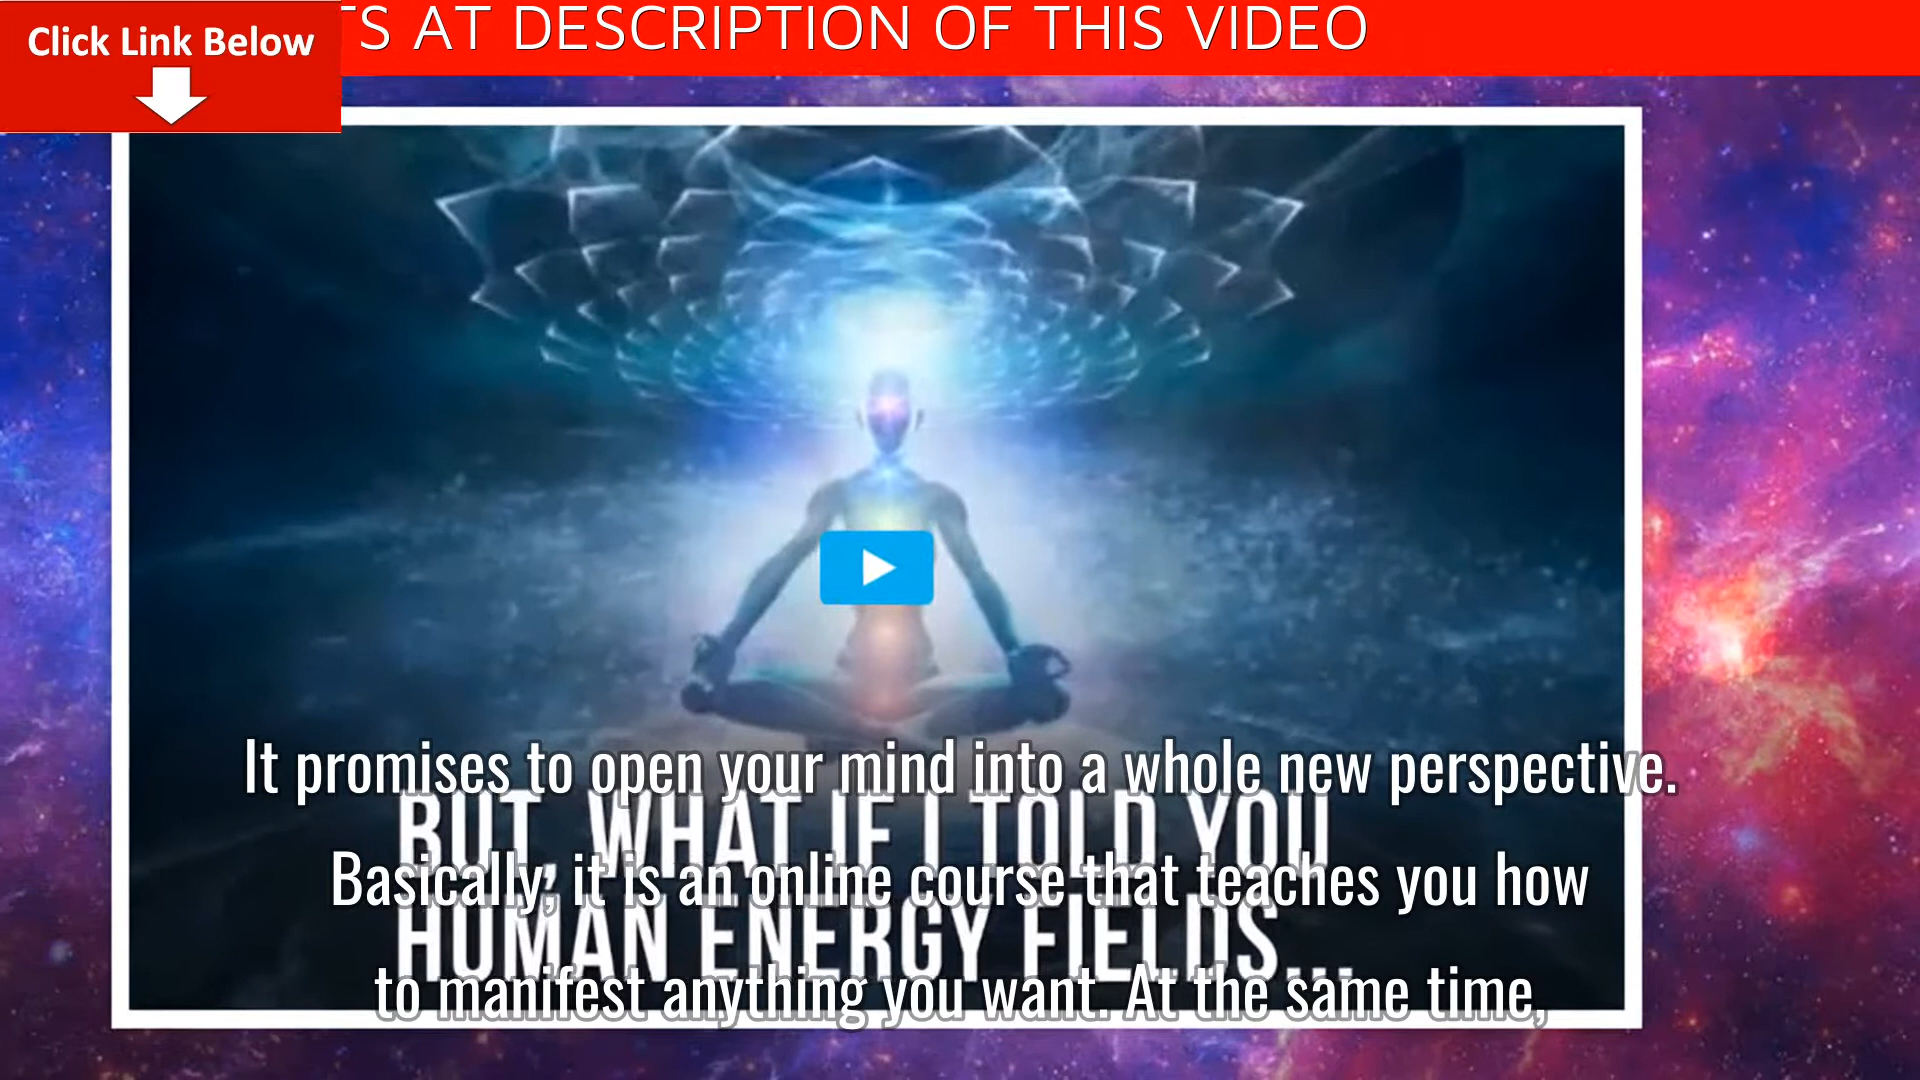 TS AT DESCRIPTION OF THIS VIDEO
Click Link Below
It promises to open your mind into a whole new perspective.
BUT, WHAT IF I TOLD YOU
Basically, it is an online course that teaches you how
HUMAN ENERGY FIELDS...
to manifest anything you want. At the same time,